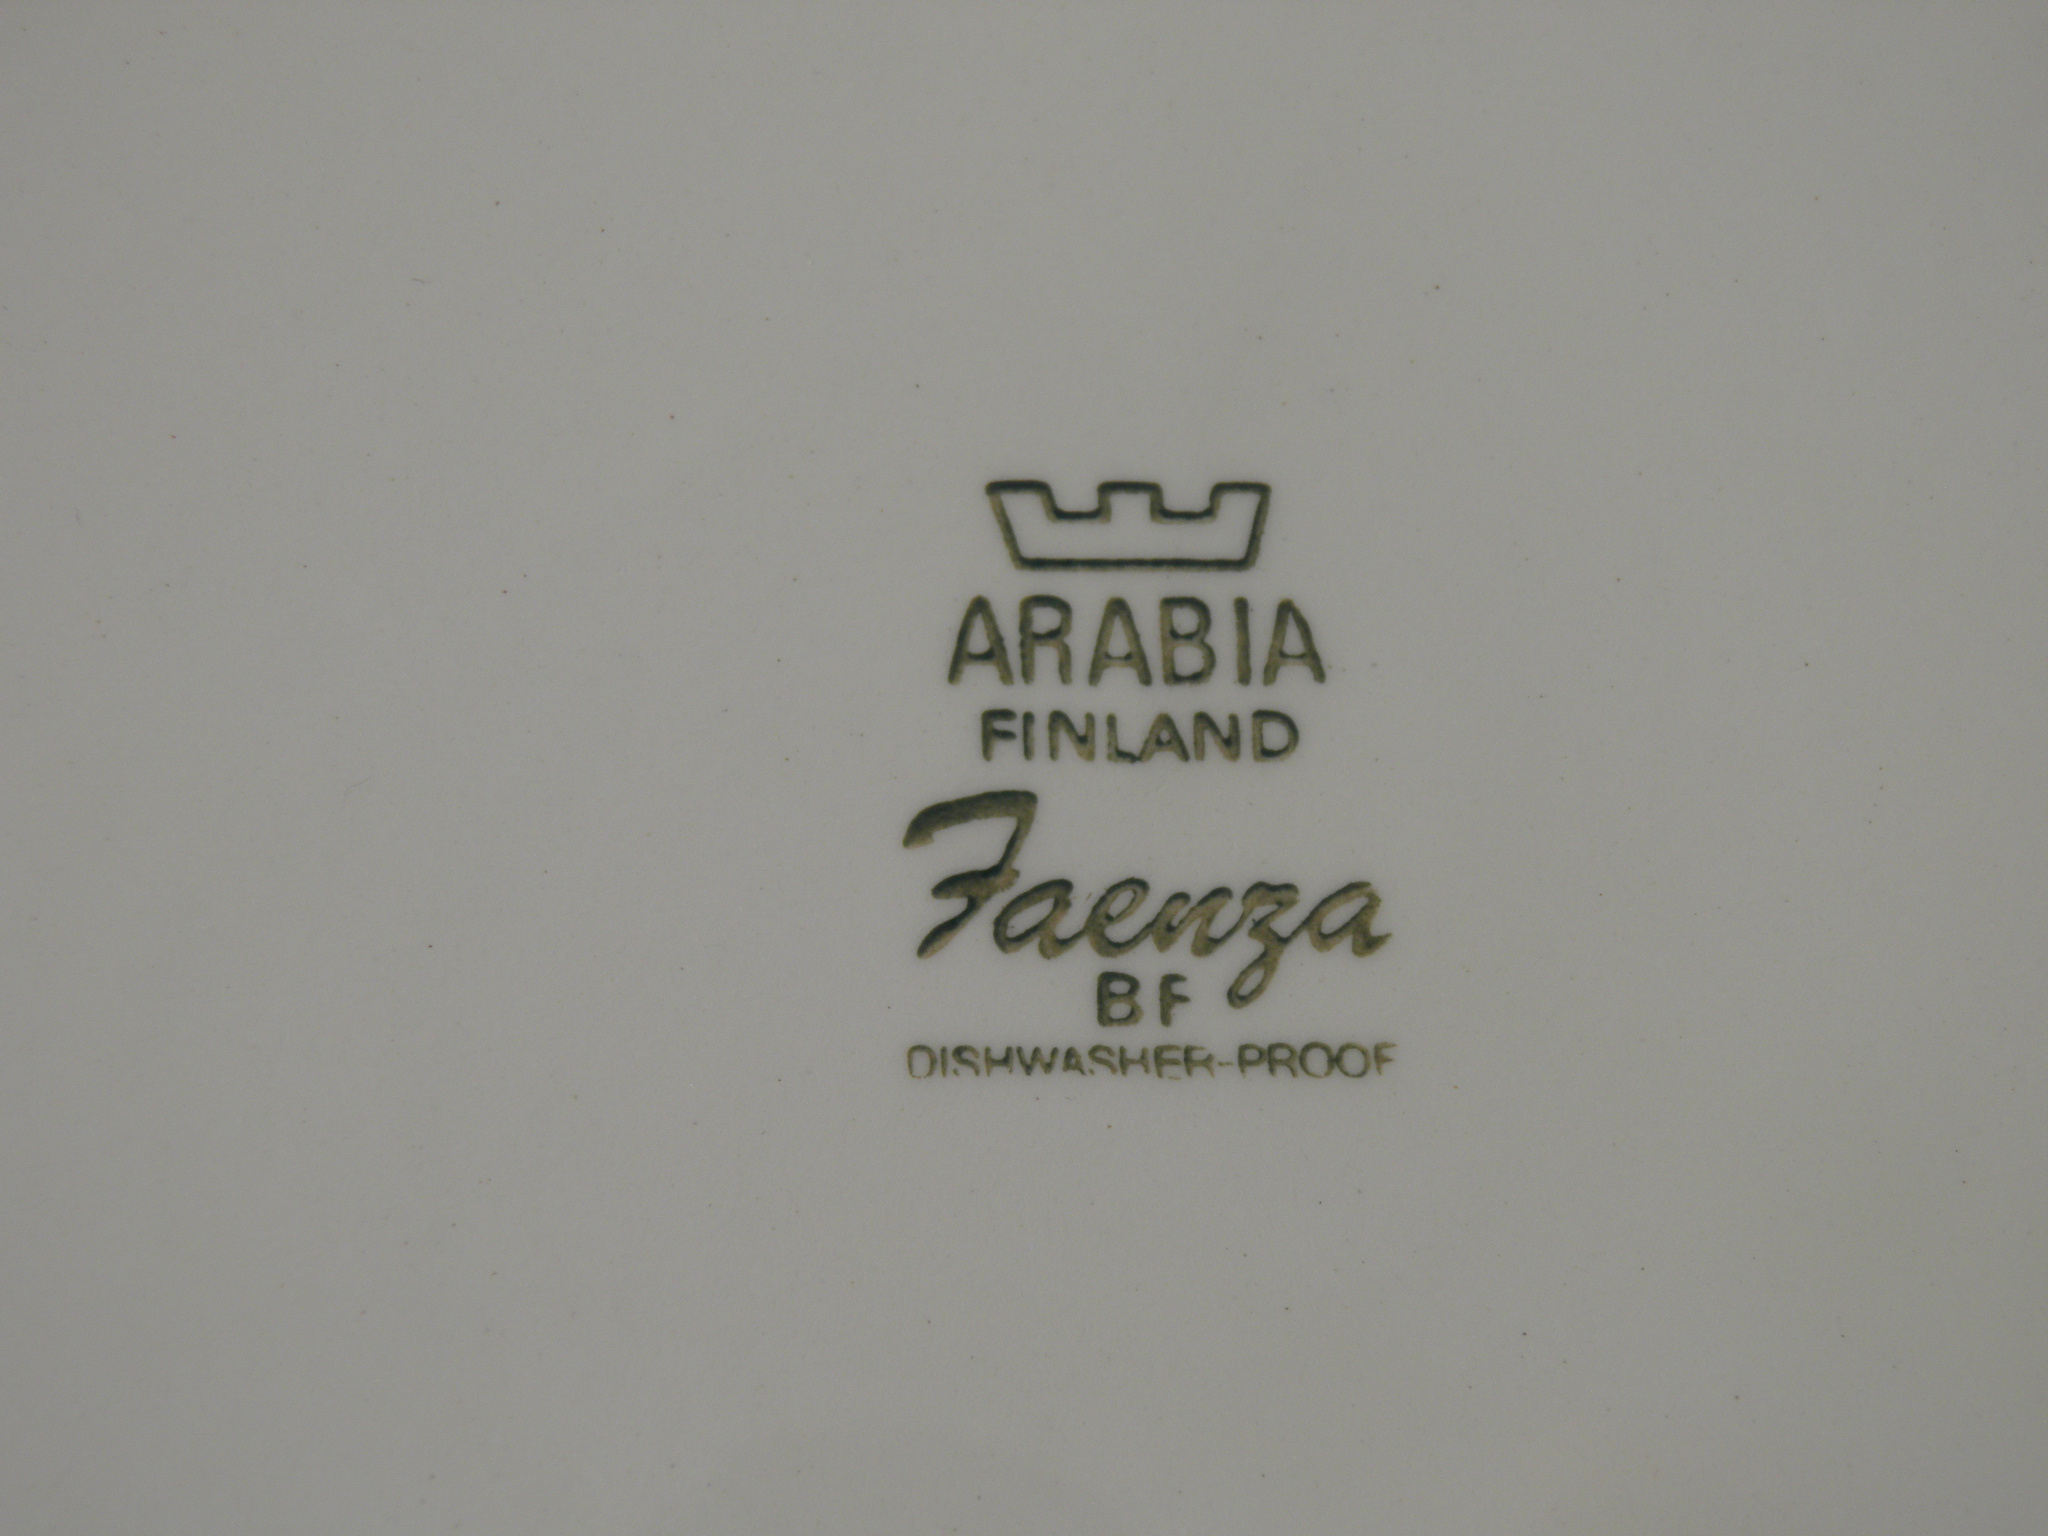 ARABIA
FINLAND
Faenza
BF
DISHWASHER-PROOF